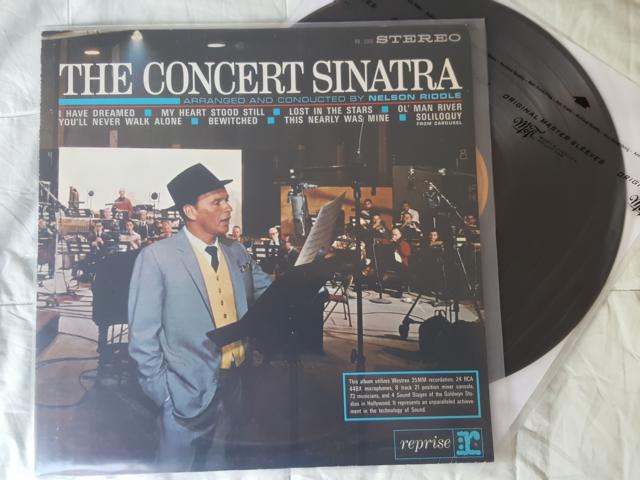 STEREO
THE CONCERT SINATRA
ARRANGED AND CONDUCTED BY NELSON RIDDLE
I HAVE DREAMED ■ MY HEART STOOD STILL ■ LOST IN THE STARS ■ OL' MAN RIVER
YOU'LL NEVER WALK ALONE ■ BEWITCHED ■ THIS NEARLY WAS MINE ■ SOLILOQUY
FROM CAROUSEL
This album utilizes Westrex 35MM recordation, 24 RCA
44BX microphones, 8 track 21 position mixer console,
73 musicians, and 4 Sound Stages of the Goldwyn Stu-
dios in Hollywood. It represents an unparalleled achieve-
ment in the technology of Sound.
reprise r
ORIGINAL MASTER SLEEVES
ORIGINAL